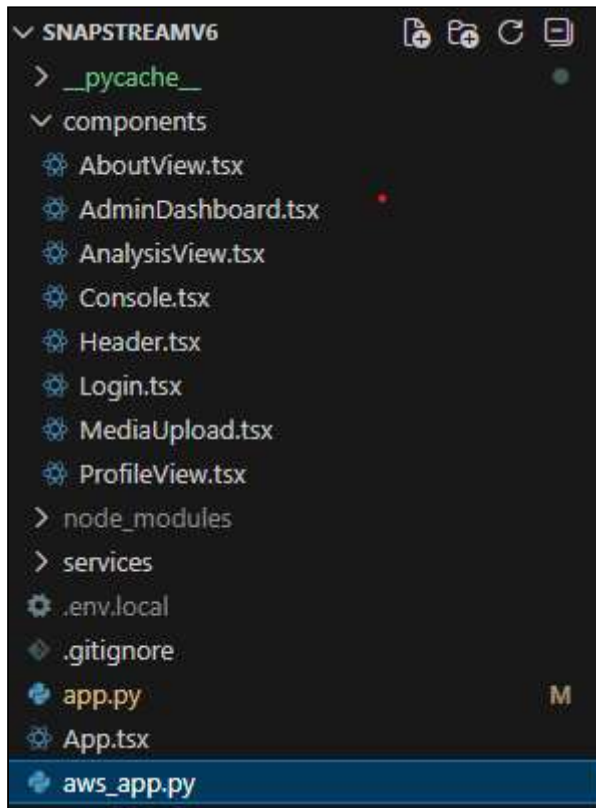 SNAPSTREAMV6
__pycache__
components
AboutView.tsx
AdminDashboard.tsx
AnalysisView.tsx
Console.tsx
Header.tsx
Login.tsx
MediaUpload.tsx
ProfileView.tsx
node_modules
services
.env.local
.gitignore
app.py M
App.tsx
aws_app.py